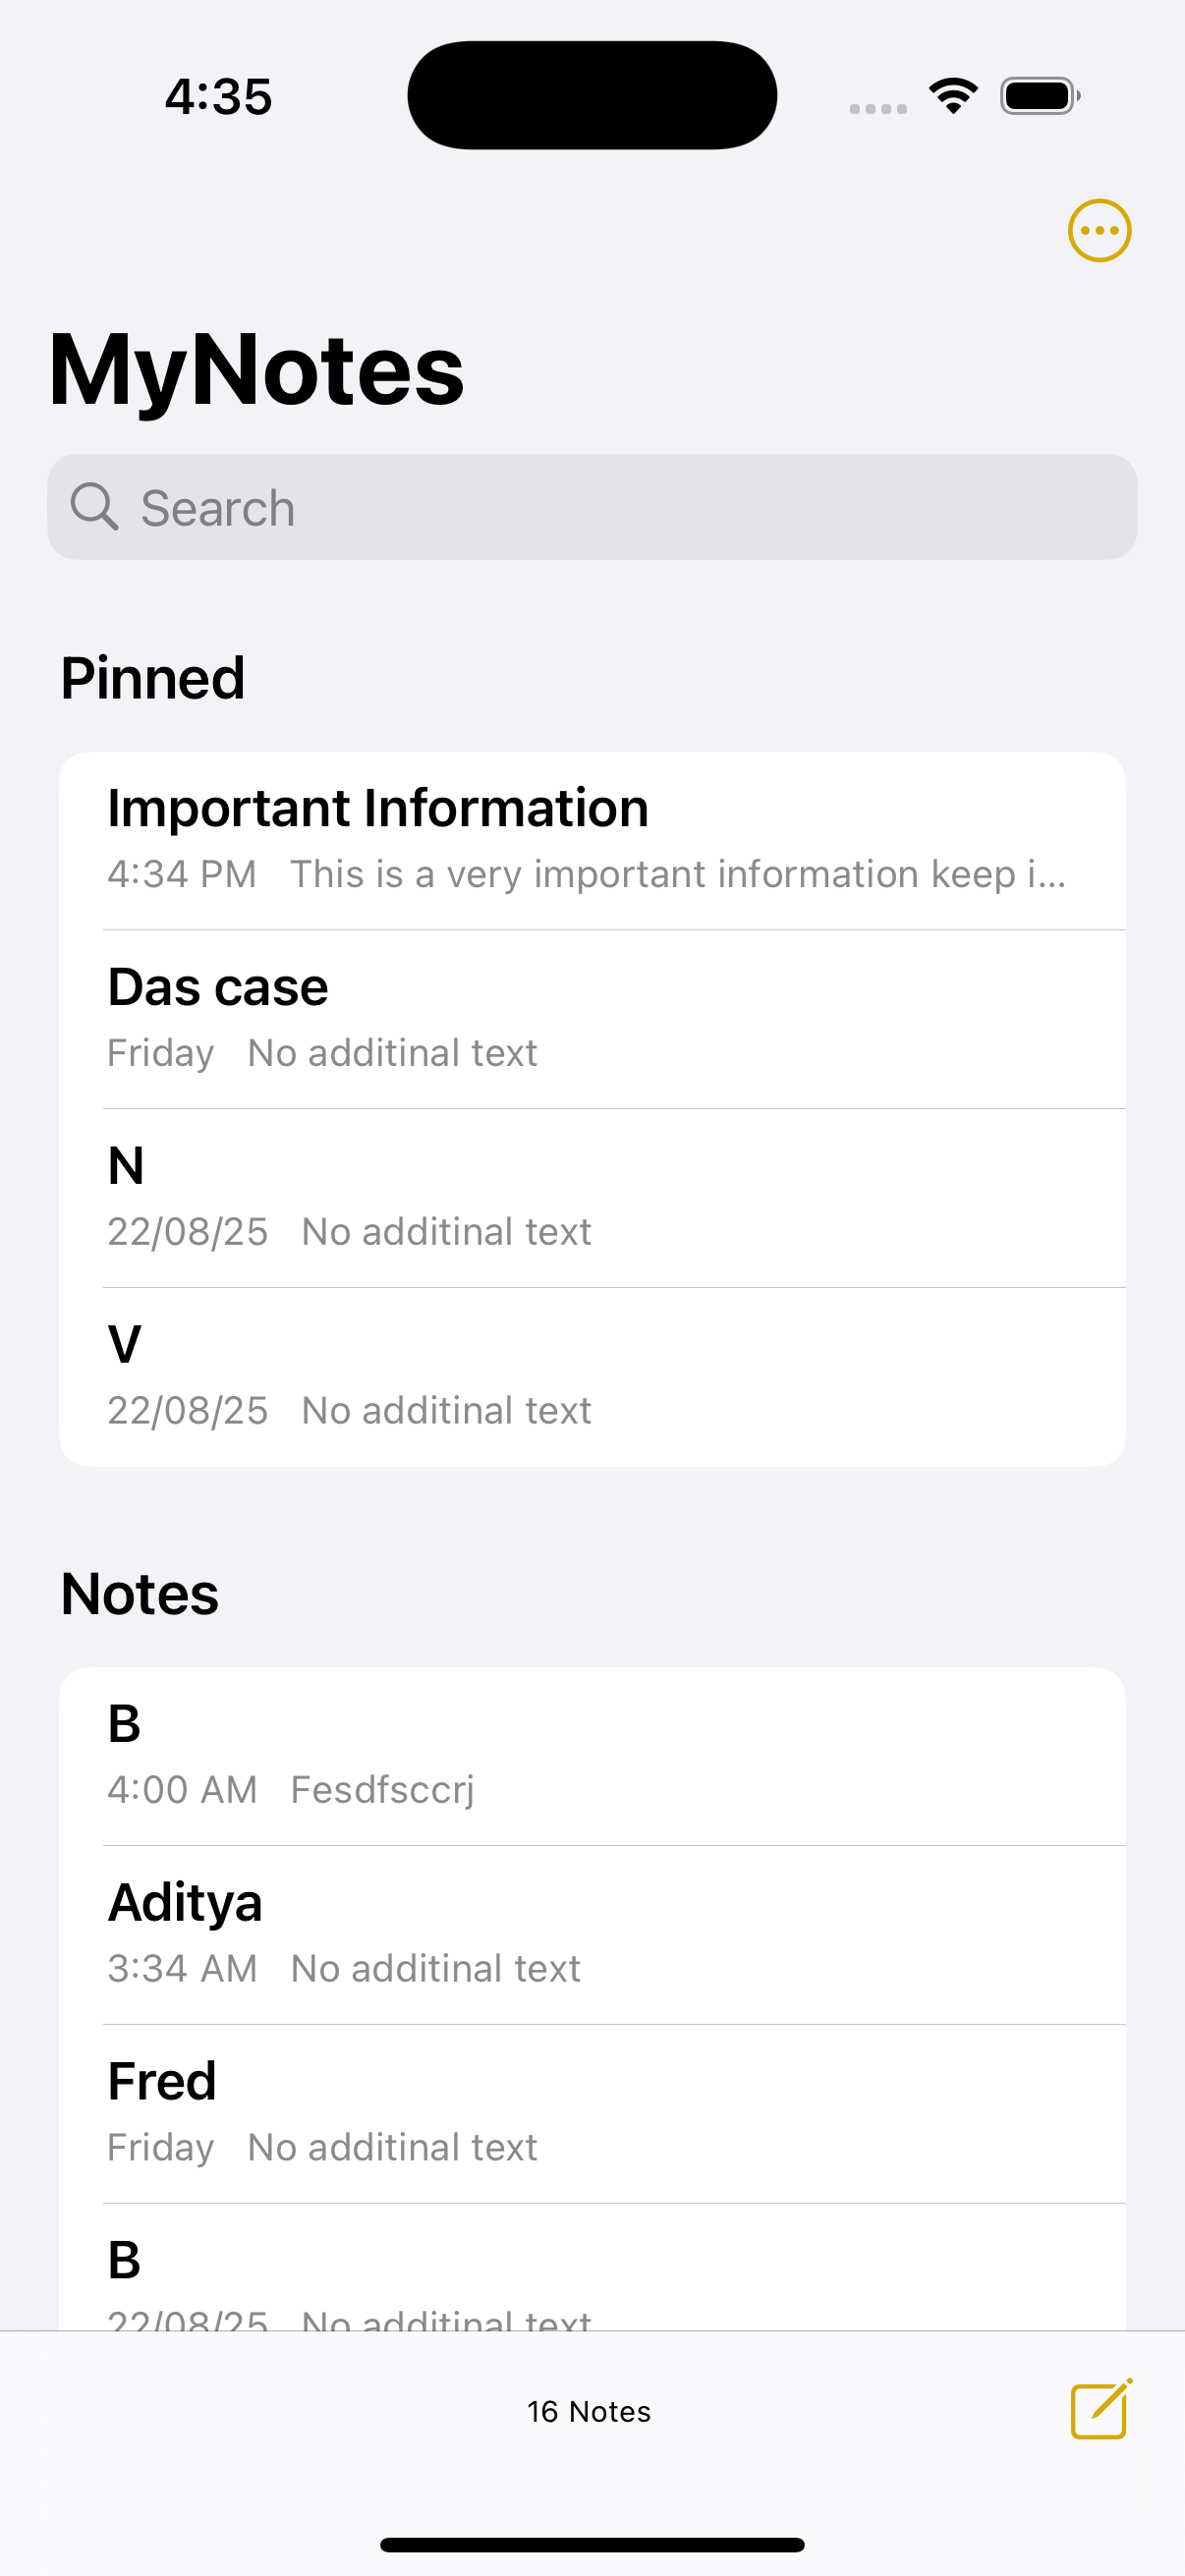 4:35
MyNotes
Search
Pinned
Important Information
4:34 PM This is a very important information keep i...
Das case
Friday No additinal text
N
22/08/25 No additinal text
V
22/08/25 No additinal text
Notes
B
4:00 AM Fesdfsccrj
Aditya
3:34 AM No additinal text
Fred
Friday No additinal text
B
22/08/25 No additinal text
16 Notes